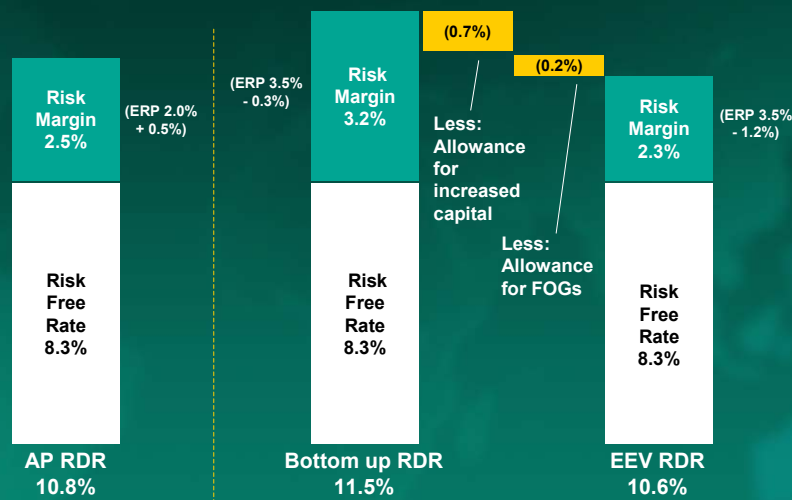 Risk
Margin
2.5%
(ERP 2.0%
+ 0.5%)
Risk
Free
Rate
8.3%
AP RDR
10.8%
(ERP 3.5%
- 0.3%)
Risk
Margin
3.2%
Risk
Free
Rate
8.3%
Bottom up RDR
11.5%
(0.7%)
Less:
Allowance
for
increased
capital
(0.2%)
Less:
Allowance
for FOGs
Risk
Margin
2.3%
(ERP 3.5%
- 1.2%)
Risk
Free
Rate
8.3%
EEV RDR
10.6%